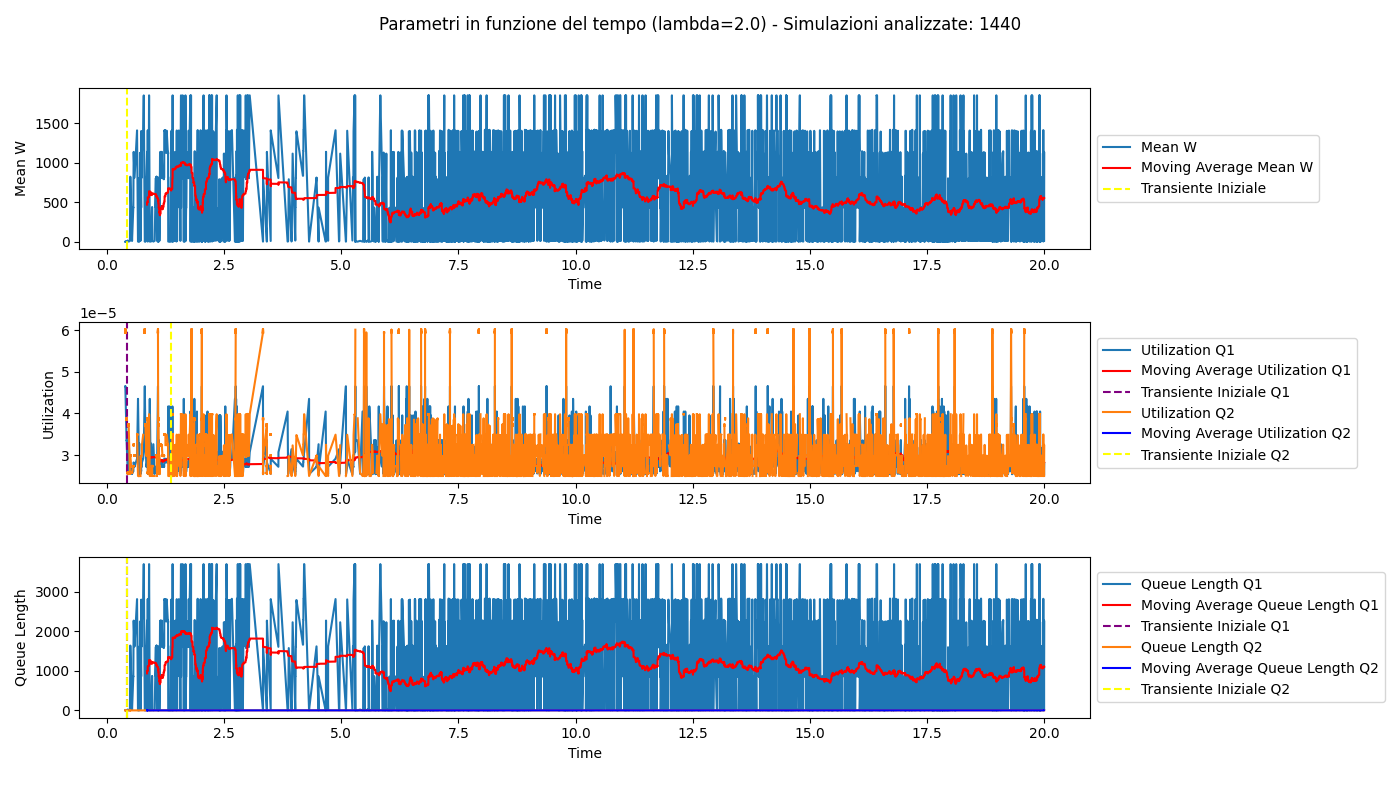 Parametri in funzione del tempo (lambda=2.0) - Simulazioni analizzate: 1440
Mean W
1500
1000
500
0
0.0 2.5 5.0 7.5 10.0 12.5 15.0 17.5 20.0
Time
Mean W
Moving Average Mean W
Transiente Iniziale
1e−5
Utilization
6
5
4
3
0.0 2.5 5.0 7.5 10.0 12.5 15.0 17.5 20.0
Time
Utilization Q1
Moving Average Utilization Q1
Transiente Iniziale Q1
Utilization Q2
Moving Average Utilization Q2
Transiente Iniziale Q2
Queue Length
3000
2000
1000
0
0.0 2.5 5.0 7.5 10.0 12.5 15.0 17.5 20.0
Time
Queue Length Q1
Moving Average Queue Length Q1
Transiente Iniziale Q1
Queue Length Q2
Moving Average Queue Length Q2
Transiente Iniziale Q2